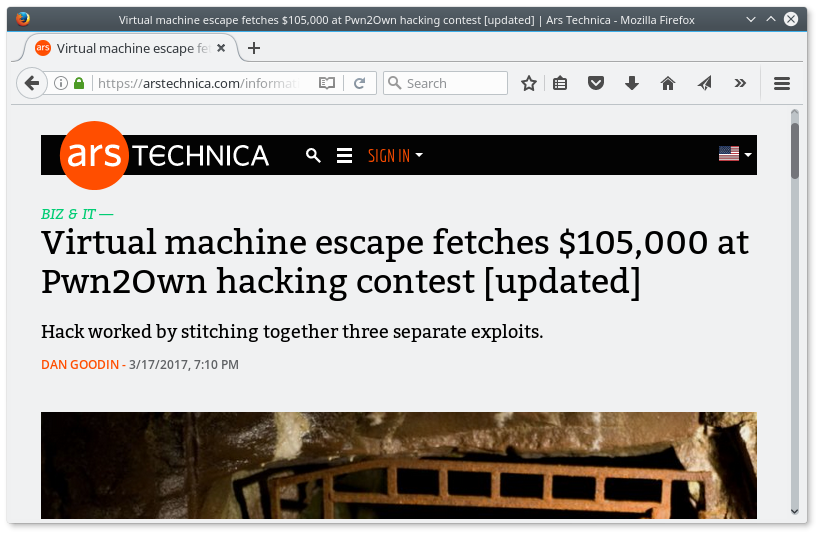 Virtual machine escape fetches $105,000 at Pwn2Own hacking contest [updated] | Ars Technica - Mozilla Firefox
ars Virtual machine escape fet
https://arstechnica.com/informat
Search
ars TECHNICA
SIGN IN
BIZ & IT —
Virtual machine escape fetches $105,000 at
Pwn2Own hacking contest [updated]
Hack worked by stitching together three separate exploits.
DAN GOODIN - 3/17/2017, 7:10 PM